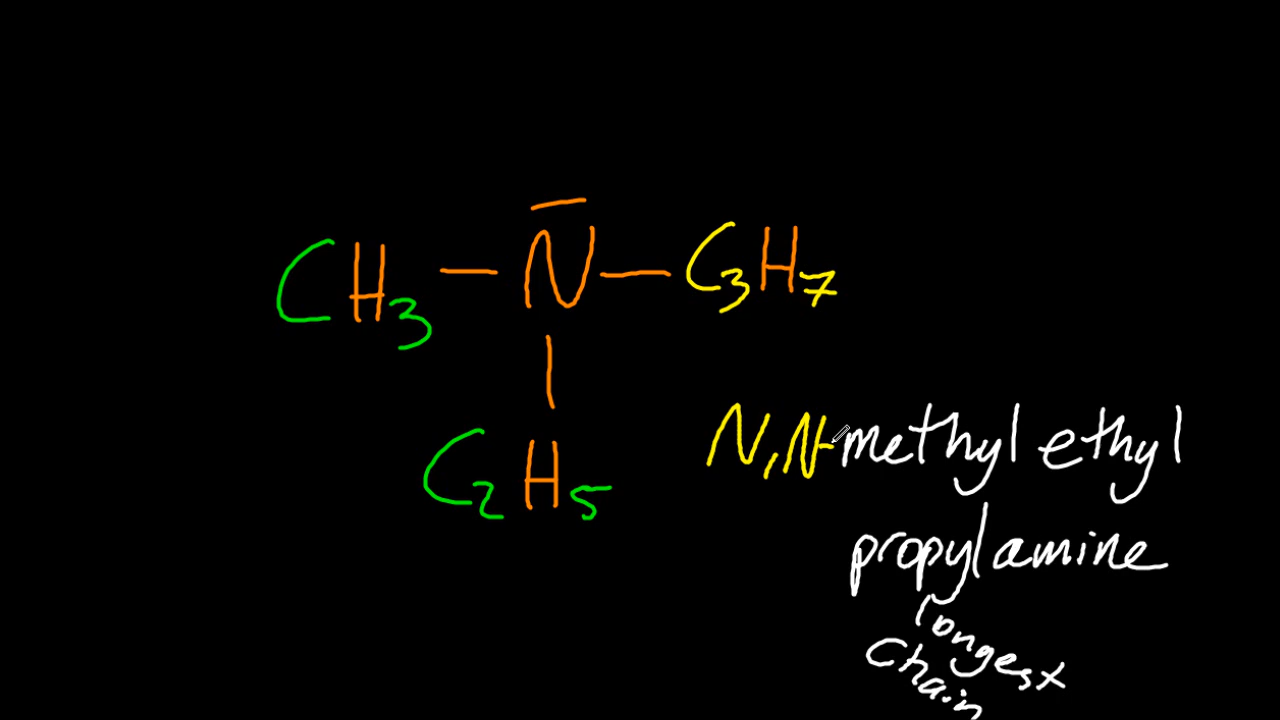 CH₃ — N — C₃H₇
C₂H₅
N,N-methyl ethyl
propylamine
longest
chain